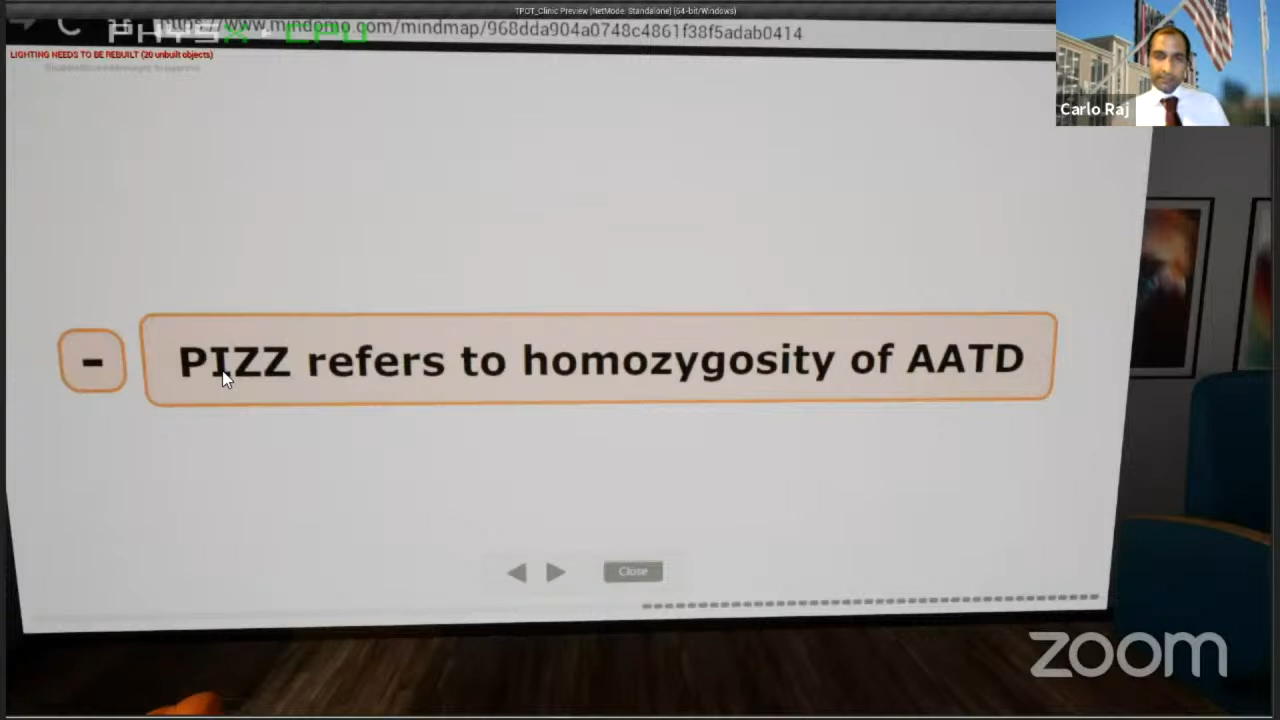 TPOT_Clinic Preview [NetMode: Standalone] (64-bit/Windows)
https://www.mindomo.com/mindmap/968dda904a0748c4861f38f5adab0414
LIGHTING NEEDS TO BE REBUILT (20 unbuilt objects)
Carlo Raj
- PIZZ refers to homozygosity of AATD
Close
zoom